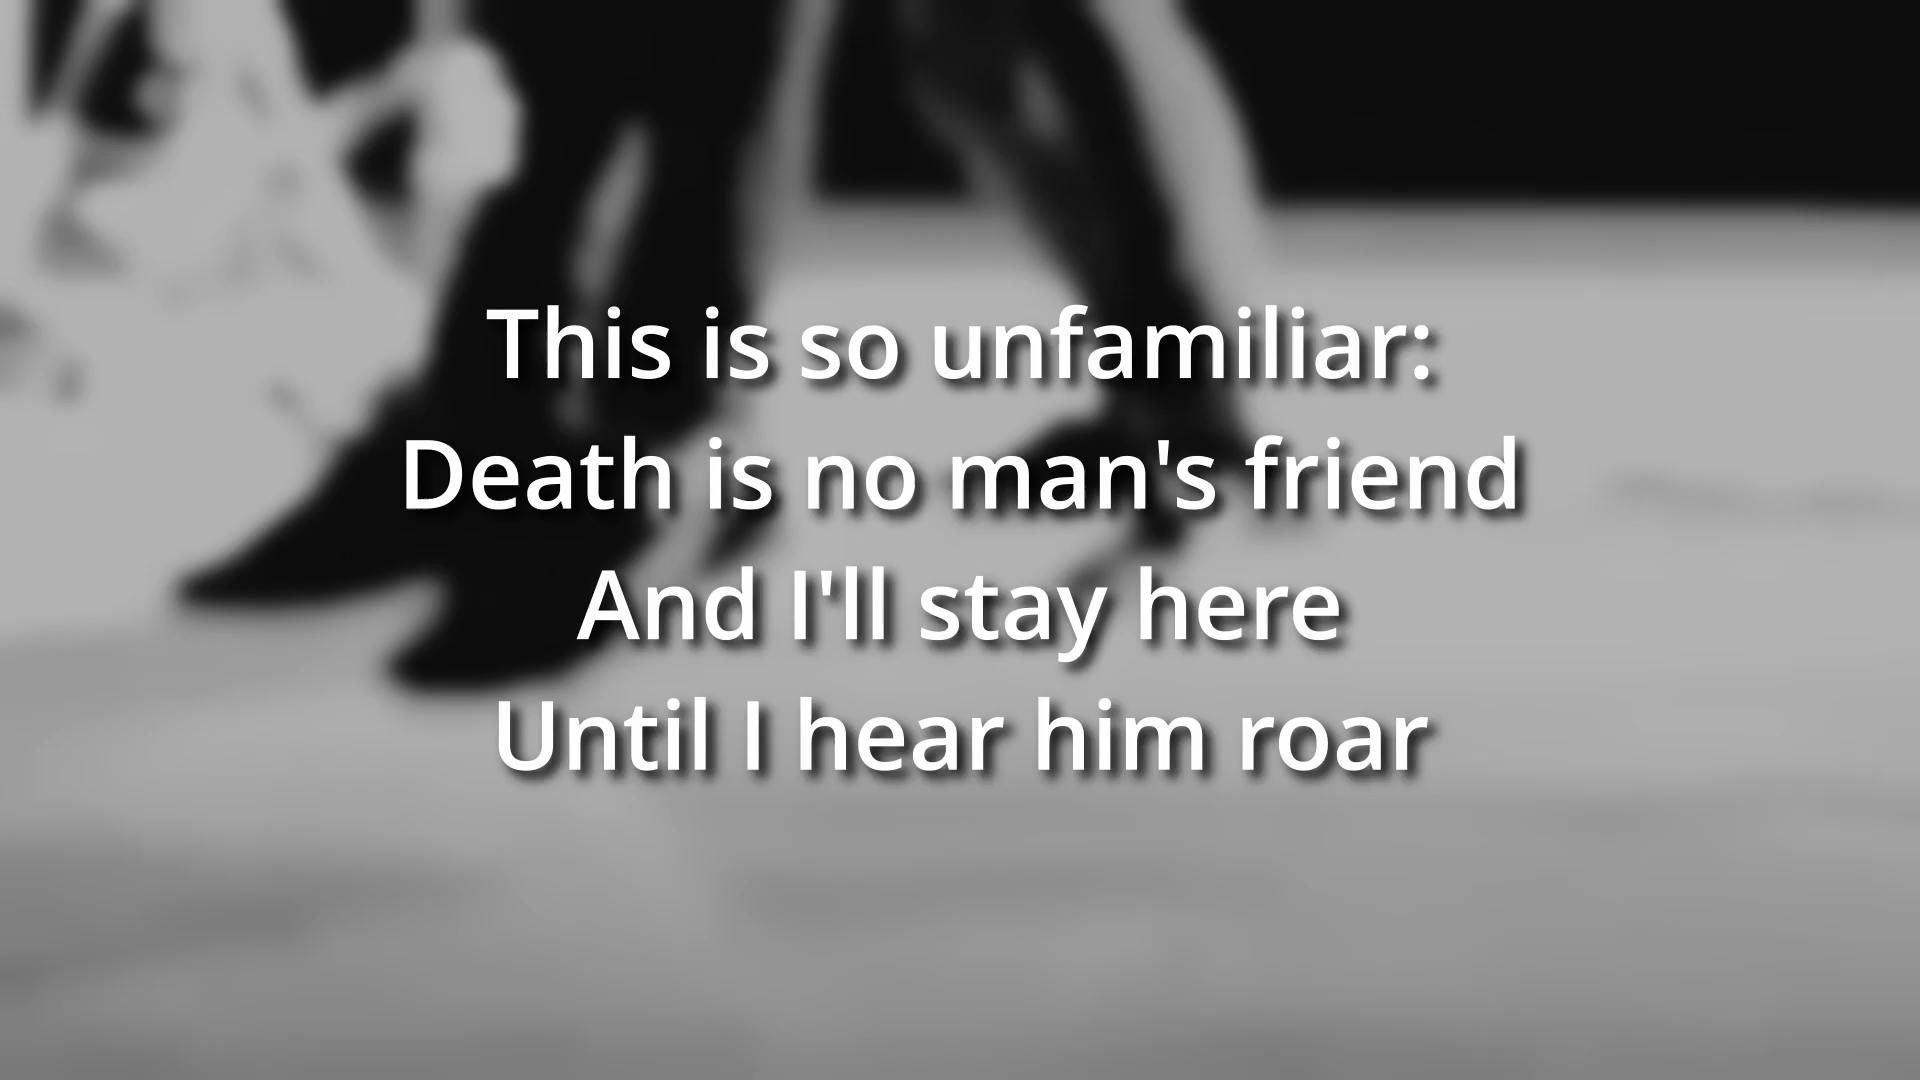 This is so unfamiliar:
Death is no man's friend
And I'll stay here
Until I hear him roar